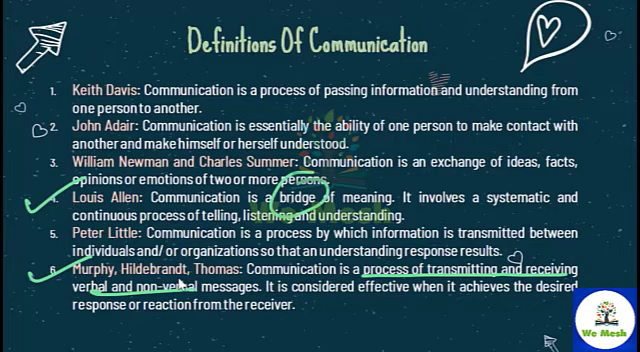 Definitions Of Communication
1. Keith Davis: Communication is a process of passing information and understanding from
one person to another.
2. John Adair: Communication is essentially the ability of one person to make contact with
another and make himself or herself understood.
3. William Newman and Charles Summer: Communication is an exchange of ideas, facts,
opinions or emotions of two or more persons.
4. Louis Allen: Communication is a bridge of meaning. It involves a systematic and
continuous process of telling, listening and understanding.
5. Peter Little: Communication is a process by which information is transmitted between
individuals and/ or organizations so that an understanding response results.
6. Murphy, Hildebrandt, Thomas: Communication is a process of transmitting and receiving
verbal and non-verbal messages. It is considered effective when it achieves the desired
response or reaction from the receiver.
We Mesh
We Mesh